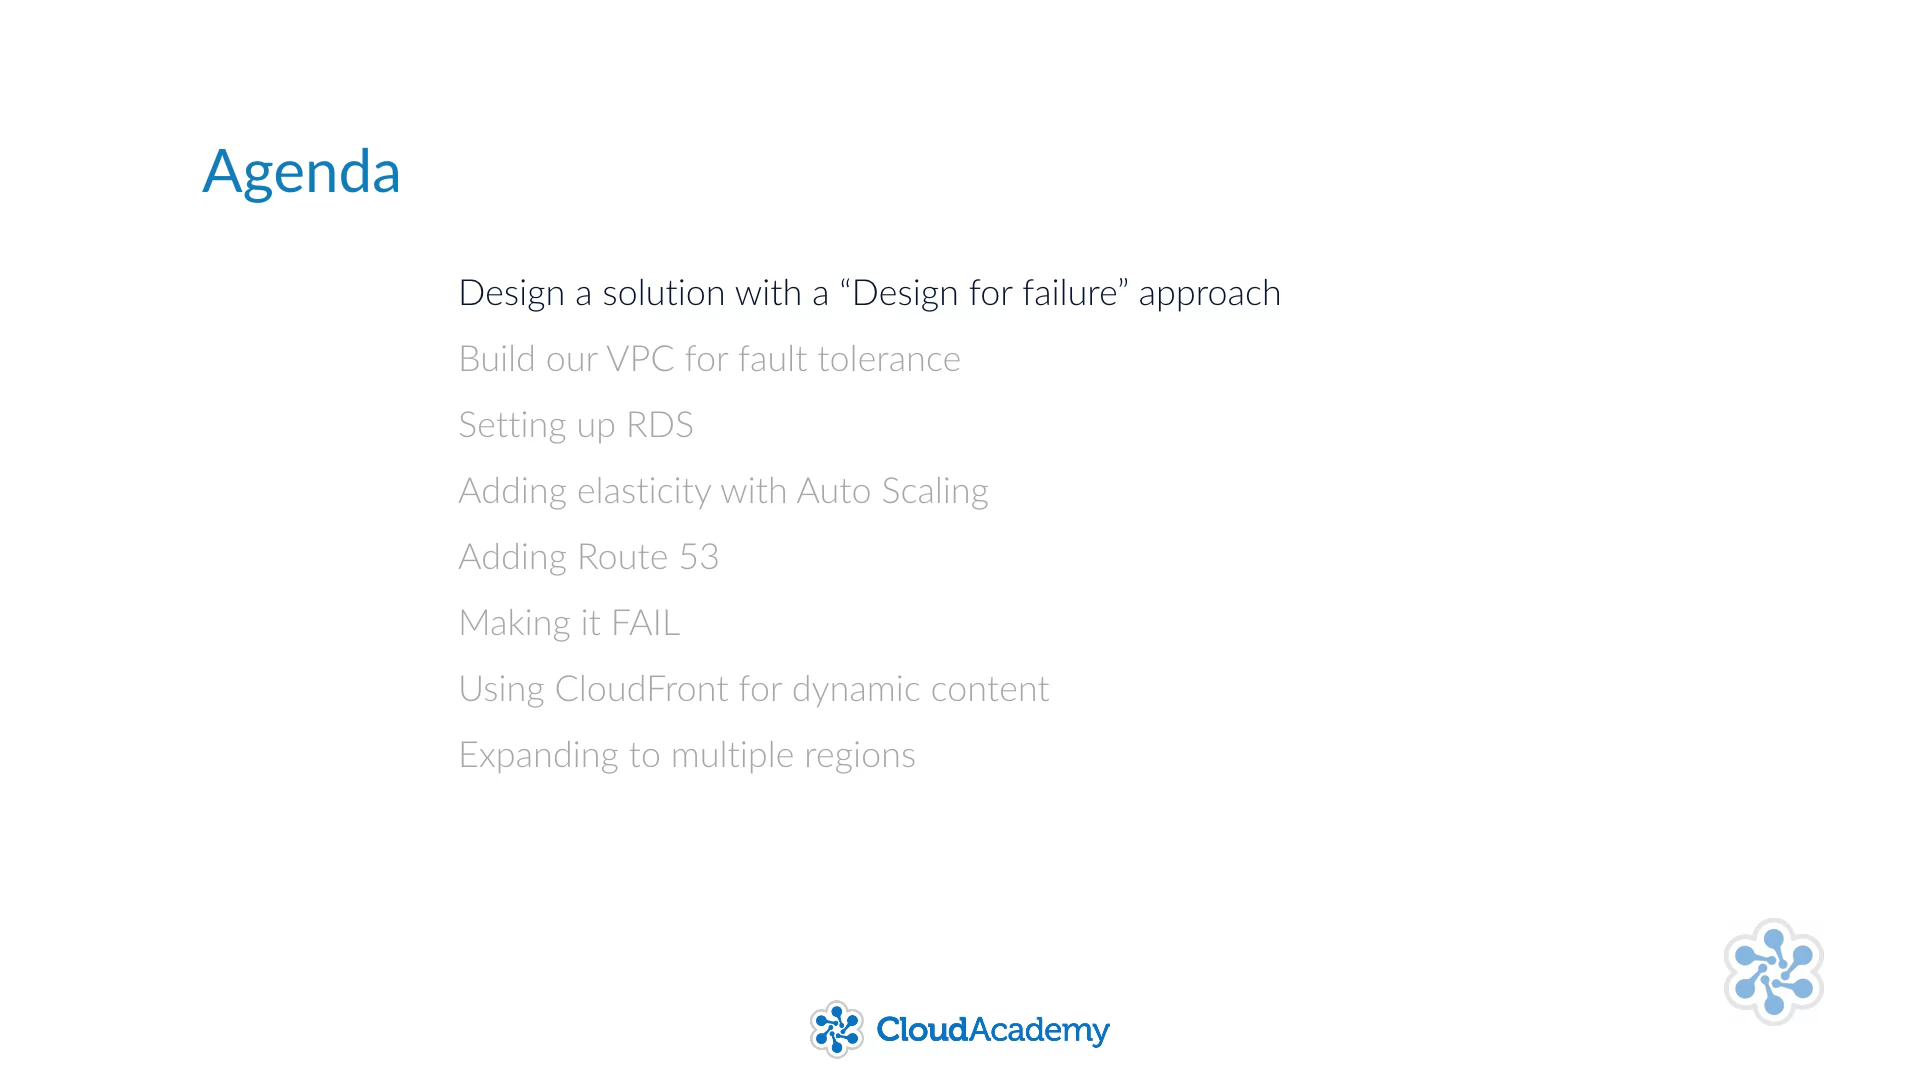 Agenda
Design a solution with a “Design for failure” approach
Build our VPC for fault tolerance
Setting up RDS
Adding elasticity with Auto Scaling
Adding Route 53
Making it FAIL
Using CloudFront for dynamic content
Expanding to multiple regions
CloudAcademy